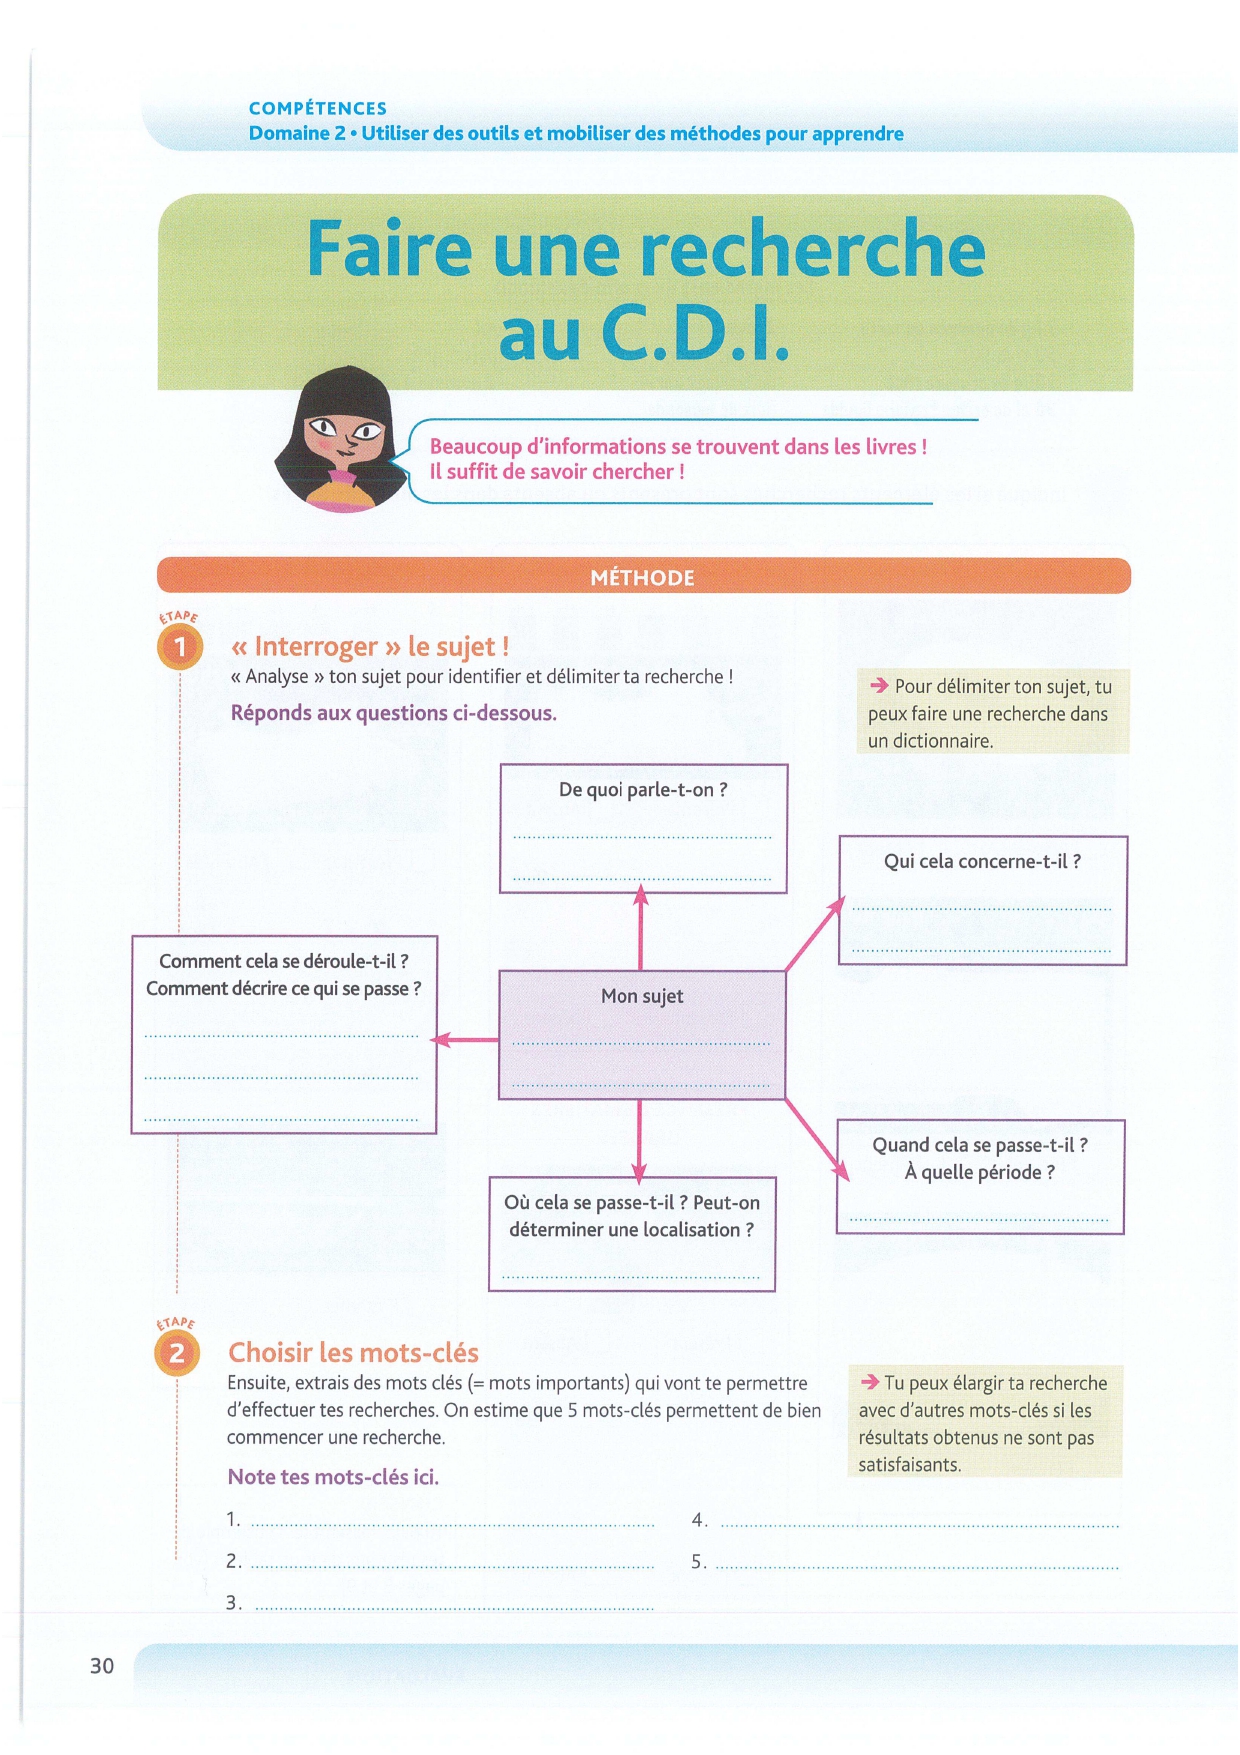 COMPÉTENCES
Domaine 2 • Utiliser des outils et mobiliser des méthodes pour apprendre
Faire une recherche
au C.D.I.
Beaucoup d'informations se trouvent dans les livres !
Il suffit de savoir chercher !
MÉTHODE
ÉTAPE
1
« Interroger » le sujet !
« Analyse » ton sujet pour identifier et délimiter ta recherche !
Réponds aux questions ci-dessous.
➔ Pour délimiter ton sujet, tu
peux faire une recherche dans
un dictionnaire.
De quoi parle-t-on ?
Qui cela concerne-t-il ?
Comment cela se déroule-t-il ?
Comment décrire ce qui se passe ?
Mon sujet
Quand cela se passe-t-il ?
À quelle période ?
Où cela se passe-t-il ? Peut-on
déterminer une localisation ?
ÉTAPE
2
Choisir les mots-clés
Ensuite, extrais des mots clés (= mots importants) qui vont te permettre
d'effectuer tes recherches. On estime que 5 mots-clés permettent de bien
commencer une recherche.
Note tes mots-clés ici.
➔ Tu peux élargir ta recherche
avec d'autres mots-clés si les
résultats obtenus ne sont pas
satisfaisants.
1.
2.
3.
4.
5.
30